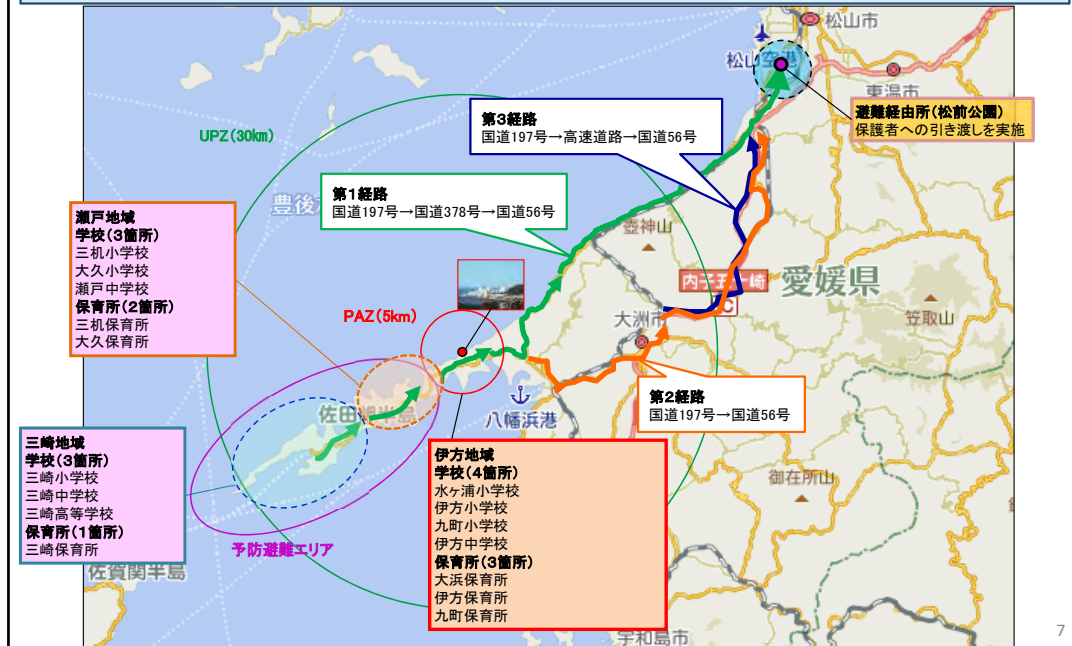 松山市
松山空港
東温市
避難経由所(松前公園)
保護者への引き渡しを実施
第3経路
国道197号→高速道路→国道56号
UPZ(30km)
第1経路
国道197号→国道378号→国道56号
瀬戸地域
学校(3箇所)
三机小学校
大久小学校
瀬戸中学校
保育所(2箇所)
三机保育所
大久保育所
壺神山
内子五十崎
IC
愛媛県
笠取山
PAZ(5km)
大洲市
第2経路
国道197号→国道56号
八幡浜港
佐田岬半島
三崎地域
学校(3箇所)
三崎小学校
三崎中学校
三崎高等学校
保育所(1箇所)
三崎保育所
伊方地域
学校(4箇所)
水ヶ浦小学校
伊方小学校
九町小学校
伊方中学校
保育所(3箇所)
大浜保育所
伊方保育所
九町保育所
御在所山
予防避難エリア
佐賀関半島
宇和島市
7